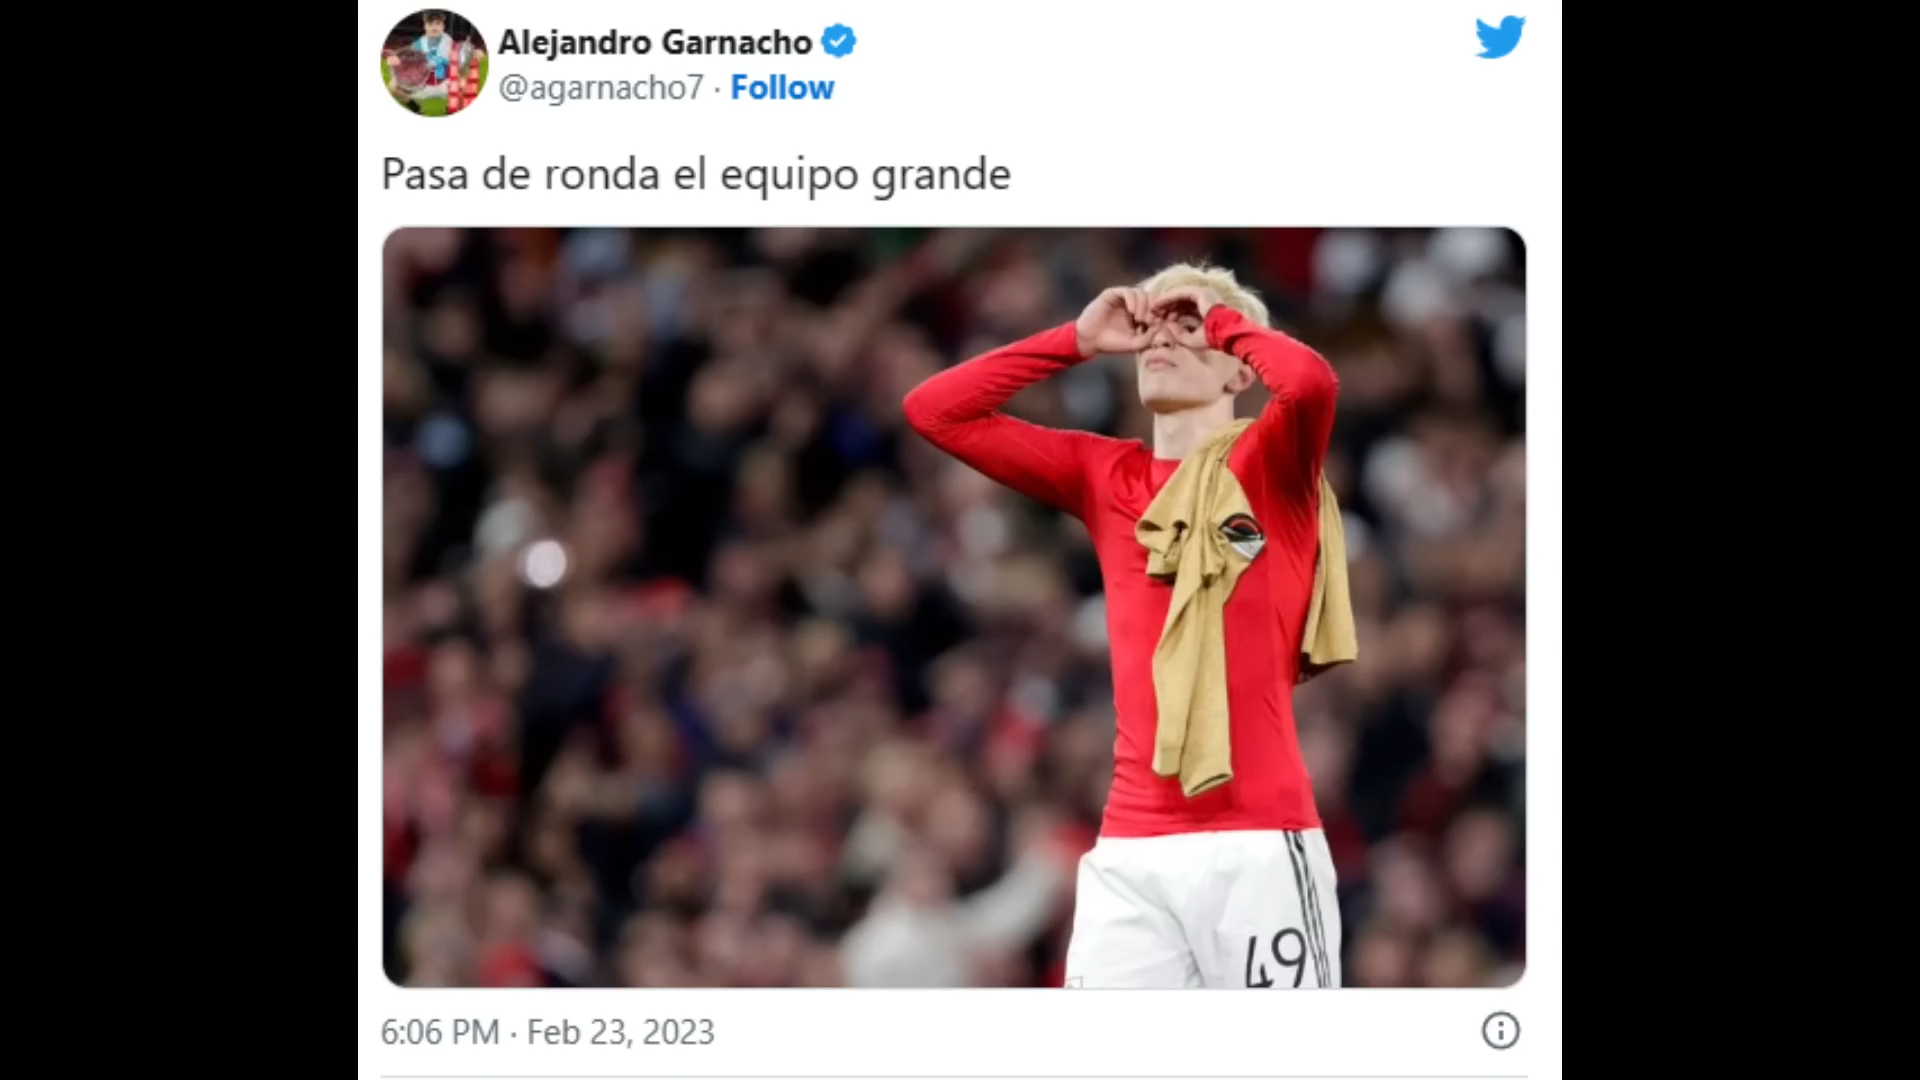 Alejandro Garnacho
@agarnacho7 · Follow
Pasa de ronda el equipo grande
49
6:06 PM · Feb 23, 2023